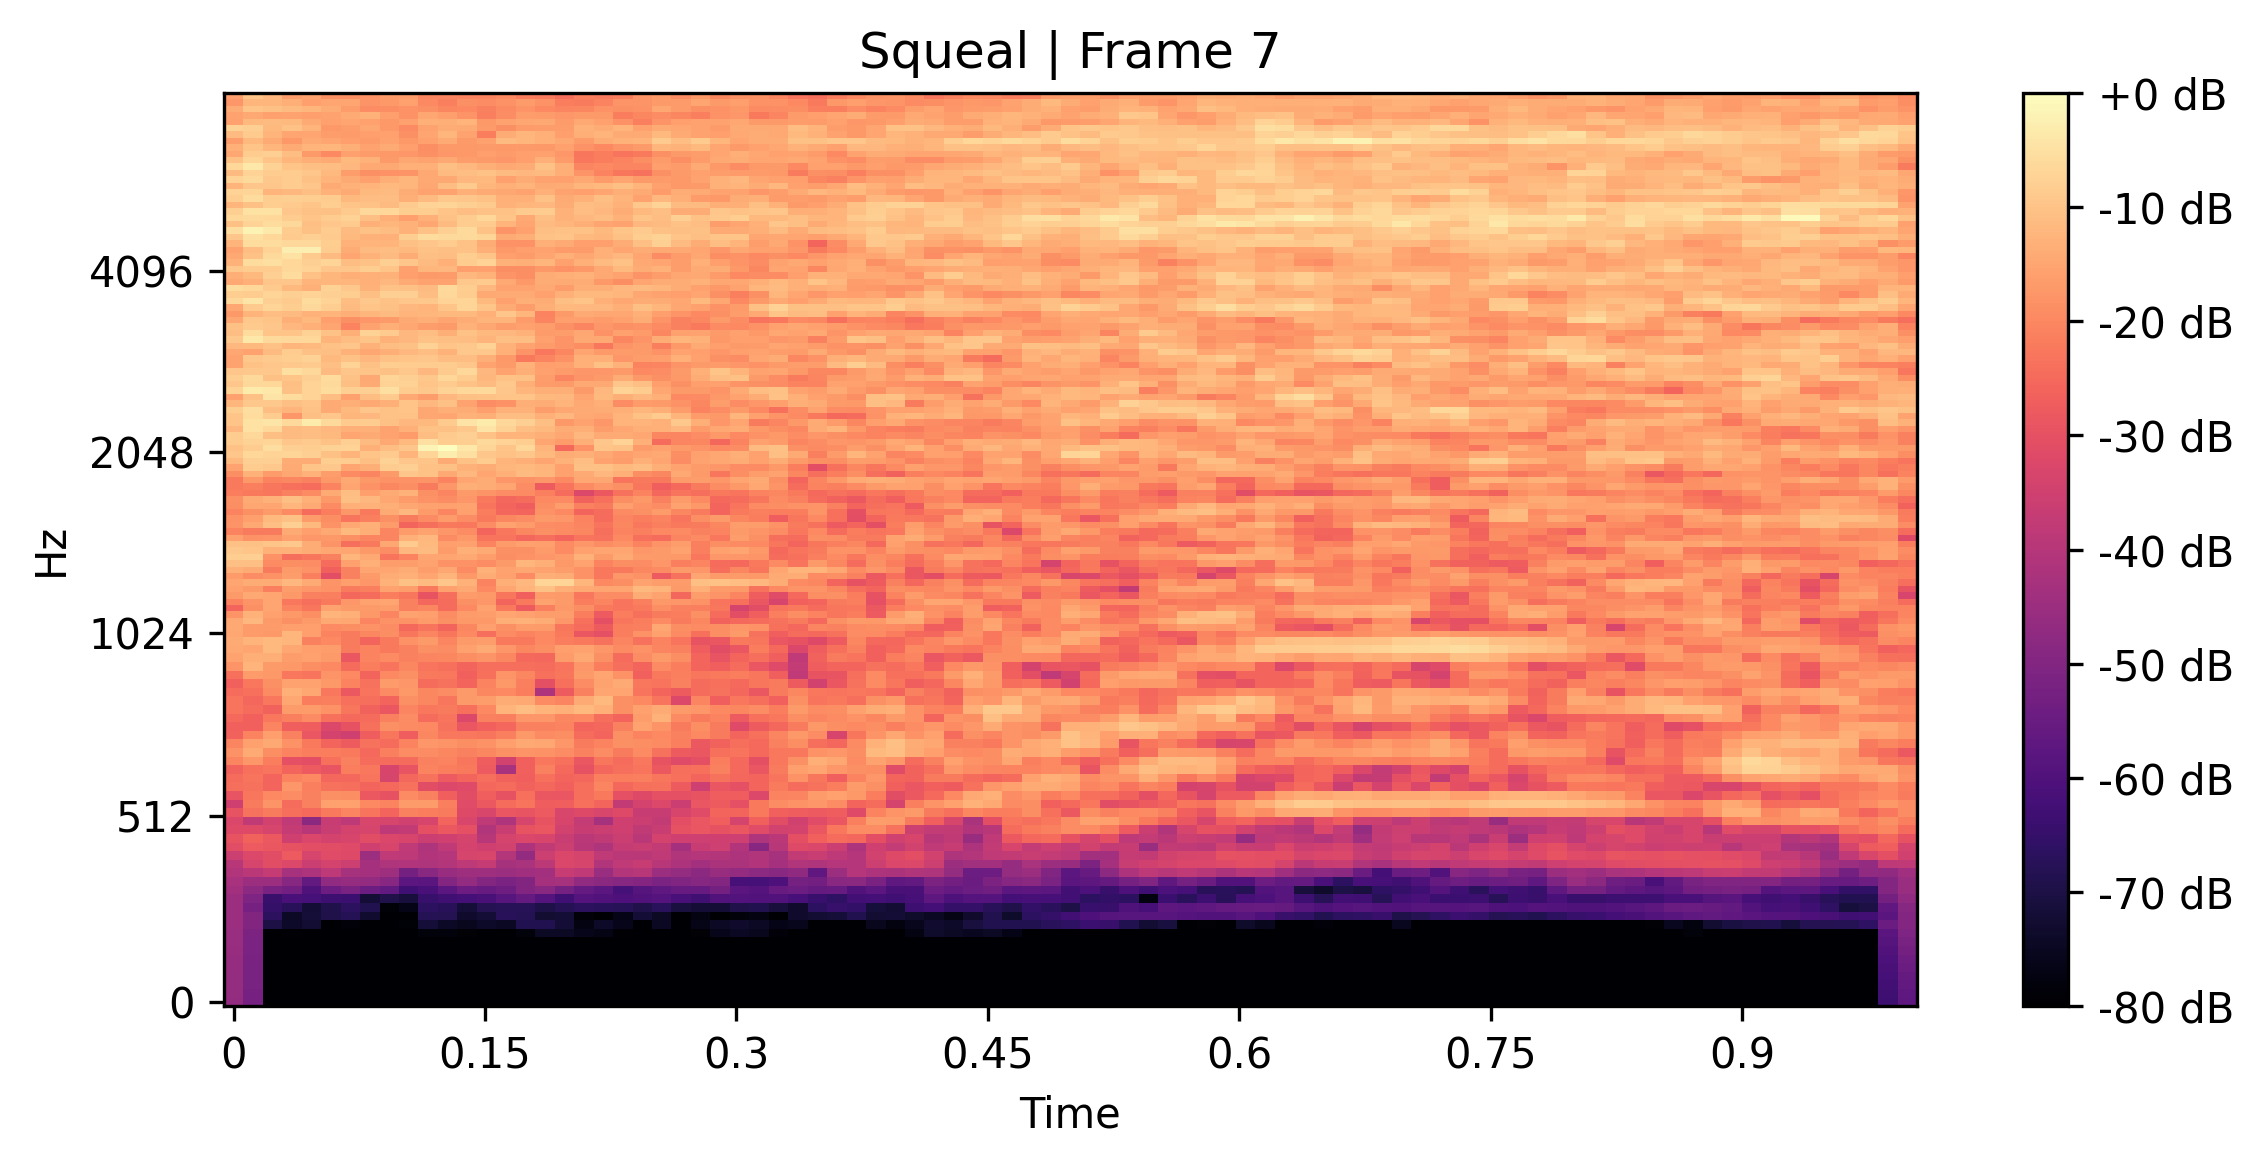 Squeal | Frame 7
Hz
4096
2048
1024
512
0
0 0.15 0.3 0.45 0.6 0.75 0.9
Time
+0 dB
-10 dB
-20 dB
-30 dB
-40 dB
-50 dB
-60 dB
-70 dB
-80 dB